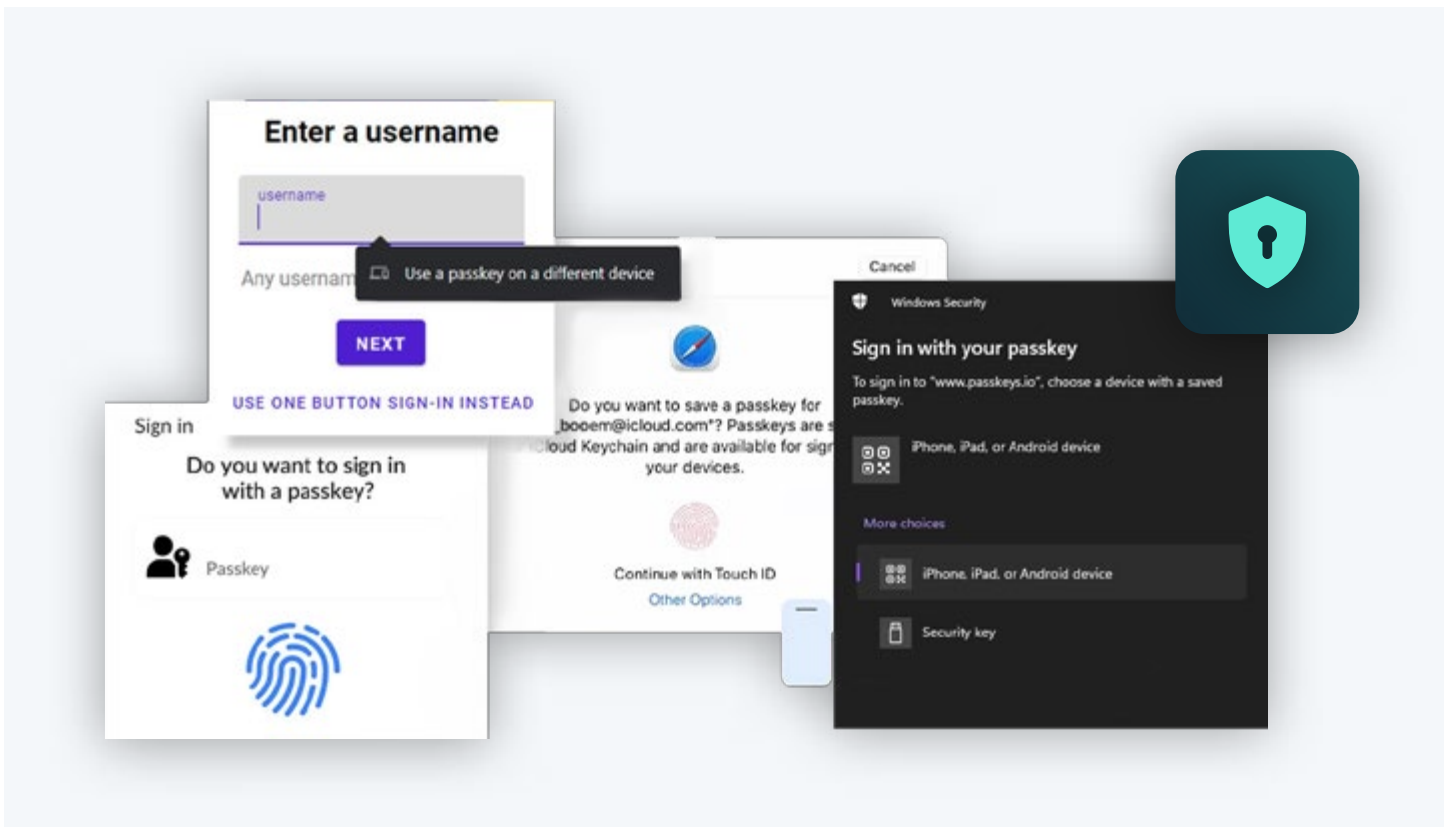 Enter a username
username
Any usernam
Use a passkey on a different device
NEXT
USE ONE BUTTON SIGN-IN INSTEAD
Sign in
Do you want to sign in
with a passkey?
Passkey
Cancel
Do you want to save a passkey for
_booem@icloud.com"? Passkeys are s
Cloud Keychain and are available for sign
your devices.
Continue with Touch ID
Other Options
Windows Security
Sign in with your passkey
To sign in to "www.passkeys.io", choose a device with a saved
passkey.
iPhone, iPad, or Android device
More choices
iPhone, iPad, or Android device
Security key